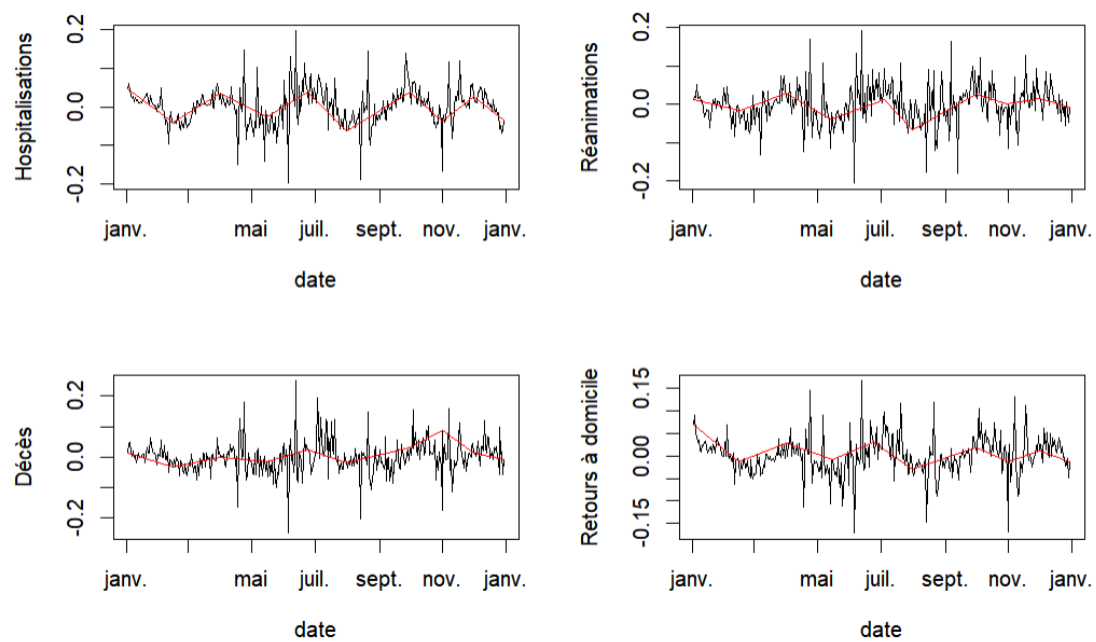 Hospitalisations
0.2
0.0
-0.2
janv.
mai
juil.
sept.
nov.
janv.
date
Réanimations
0.2
0.0
-0.2
janv.
mai
juil.
sept.
nov.
janv.
date
Décès
0.2
0.0
-0.2
janv.
mai
juil.
sept.
nov.
janv.
date
Retours à domicile
0.15
0.00
-0.15
janv.
mai
juil.
sept.
nov.
janv.
date